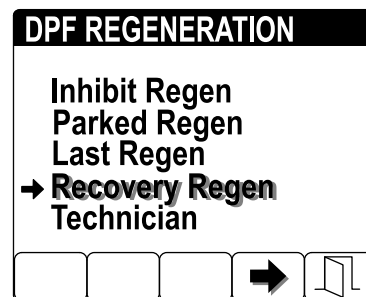 DPF REGENERATION
Inhibit Regen
Parked Regen
Last Regen
Recovery Regen
Technician